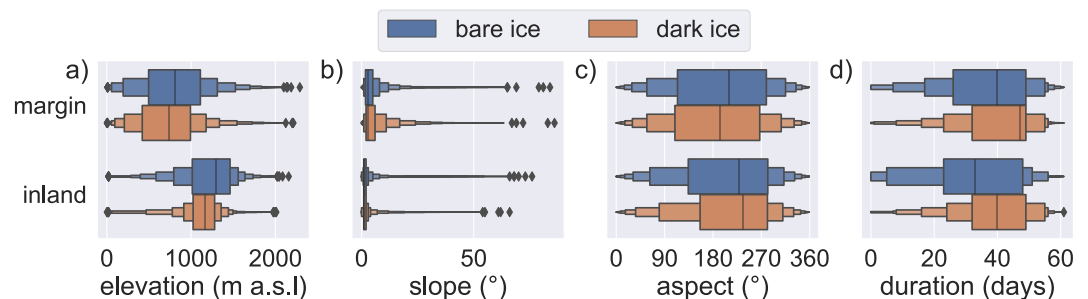 bare ice dark ice
a) b) c) d)
margin
inland
0 1000 2000 0 50 0 90 180 270 360 0 20 40 60
elevation (m a.s.l) slope (°) aspect (°) duration (days)